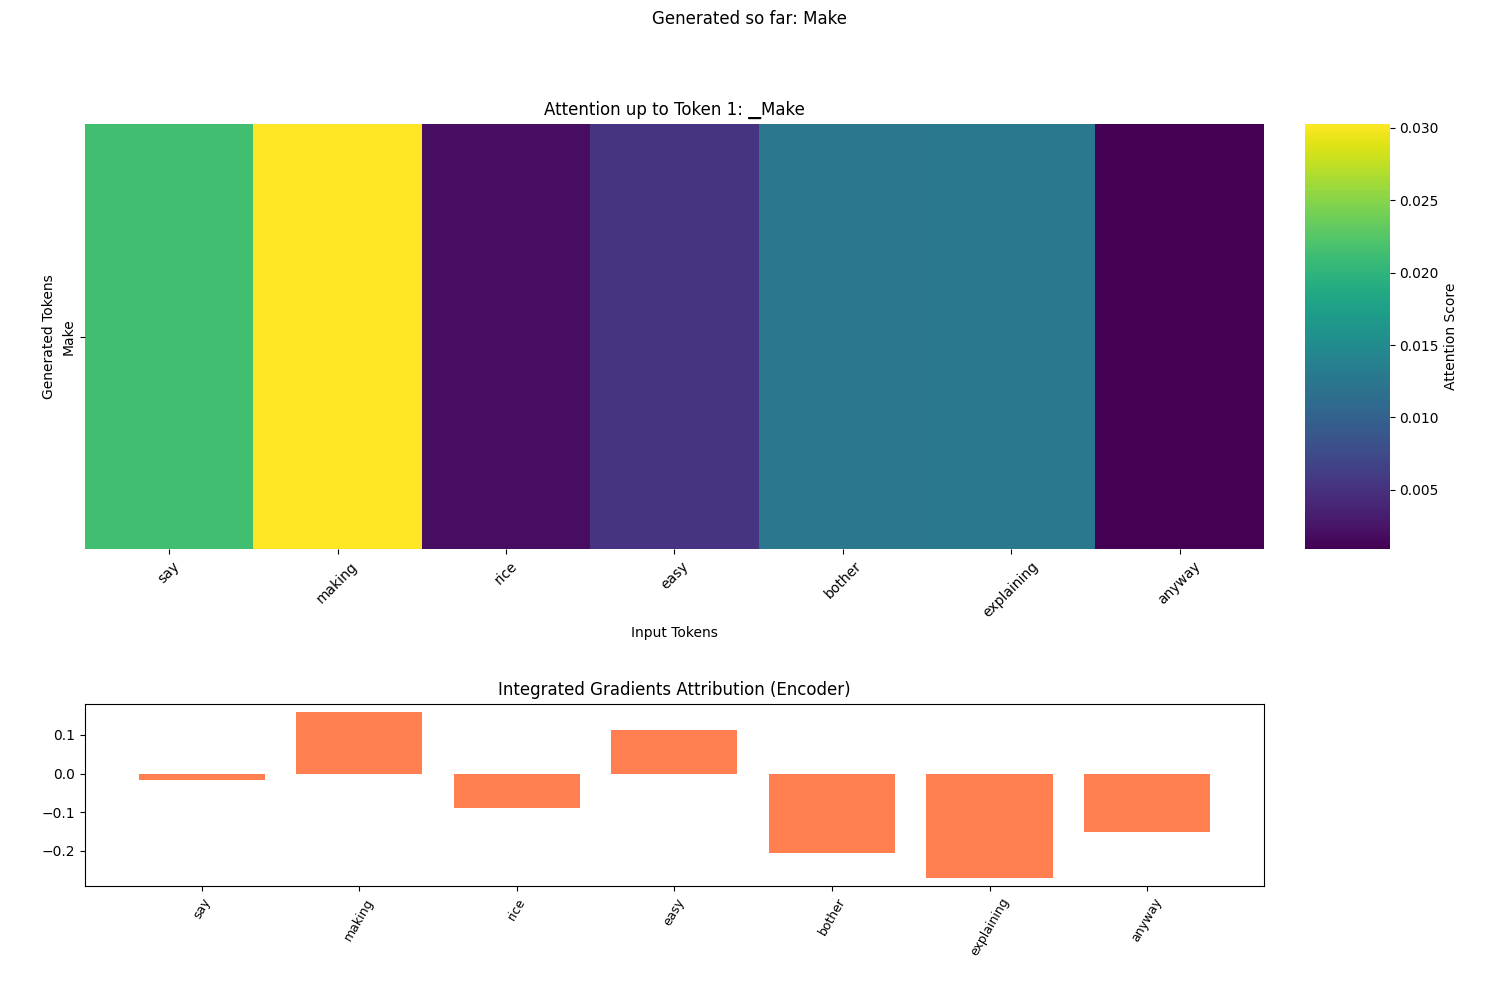 Generated so far: Make
Attention up to Token 1: ▁Make
Generated Tokens
Make
say making rice easy bother explaining anyway
Input Tokens
0.030
0.025
0.020
0.015
0.010
0.005
Attention Score
Integrated Gradients Attribution (Encoder)
0.1
0.0
−0.1
−0.2
say making rice easy bother explaining anyway